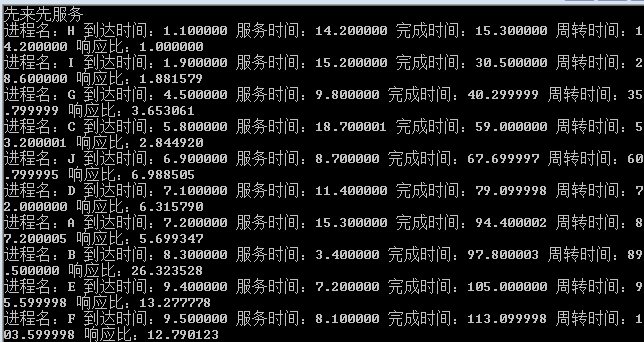 先来先服务
进程名：H 到达时间：1.100000 服务时间：14.200000 完成时间：15.300000 周转时间：1
4.200000 响应比：1.000000
进程名：I 到达时间：1.900000 服务时间：15.200000 完成时间：30.500000 周转时间：2
8.600000 响应比：1.881579
进程名：G 到达时间：4.500000 服务时间：9.800000 完成时间：40.299999 周转时间：35
.799999 响应比：3.653061
进程名：C 到达时间：5.800000 服务时间：18.700001 完成时间：59.000000 周转时间：5
3.200001 响应比：2.844920
进程名：J 到达时间：6.900000 服务时间：8.700000 完成时间：67.699997 周转时间：60
.799995 响应比：6.988505
进程名：D 到达时间：7.100000 服务时间：11.400000 完成时间：79.099998 周转时间：7
2.000000 响应比：6.315790
进程名：A 到达时间：7.200000 服务时间：15.300000 完成时间：94.400002 周转时间：8
7.200005 响应比：5.699347
进程名：B 到达时间：8.300000 服务时间：3.400000 完成时间：97.800003 周转时间：89
.500000 响应比：26.323528
进程名：E 到达时间：9.400000 服务时间：7.200000 完成时间：105.000000 周转时间：9
5.599998 响应比：13.277778
进程名：F 到达时间：9.500000 服务时间：8.100000 完成时间：113.099998 周转时间：1
03.599998 响应比：12.790123